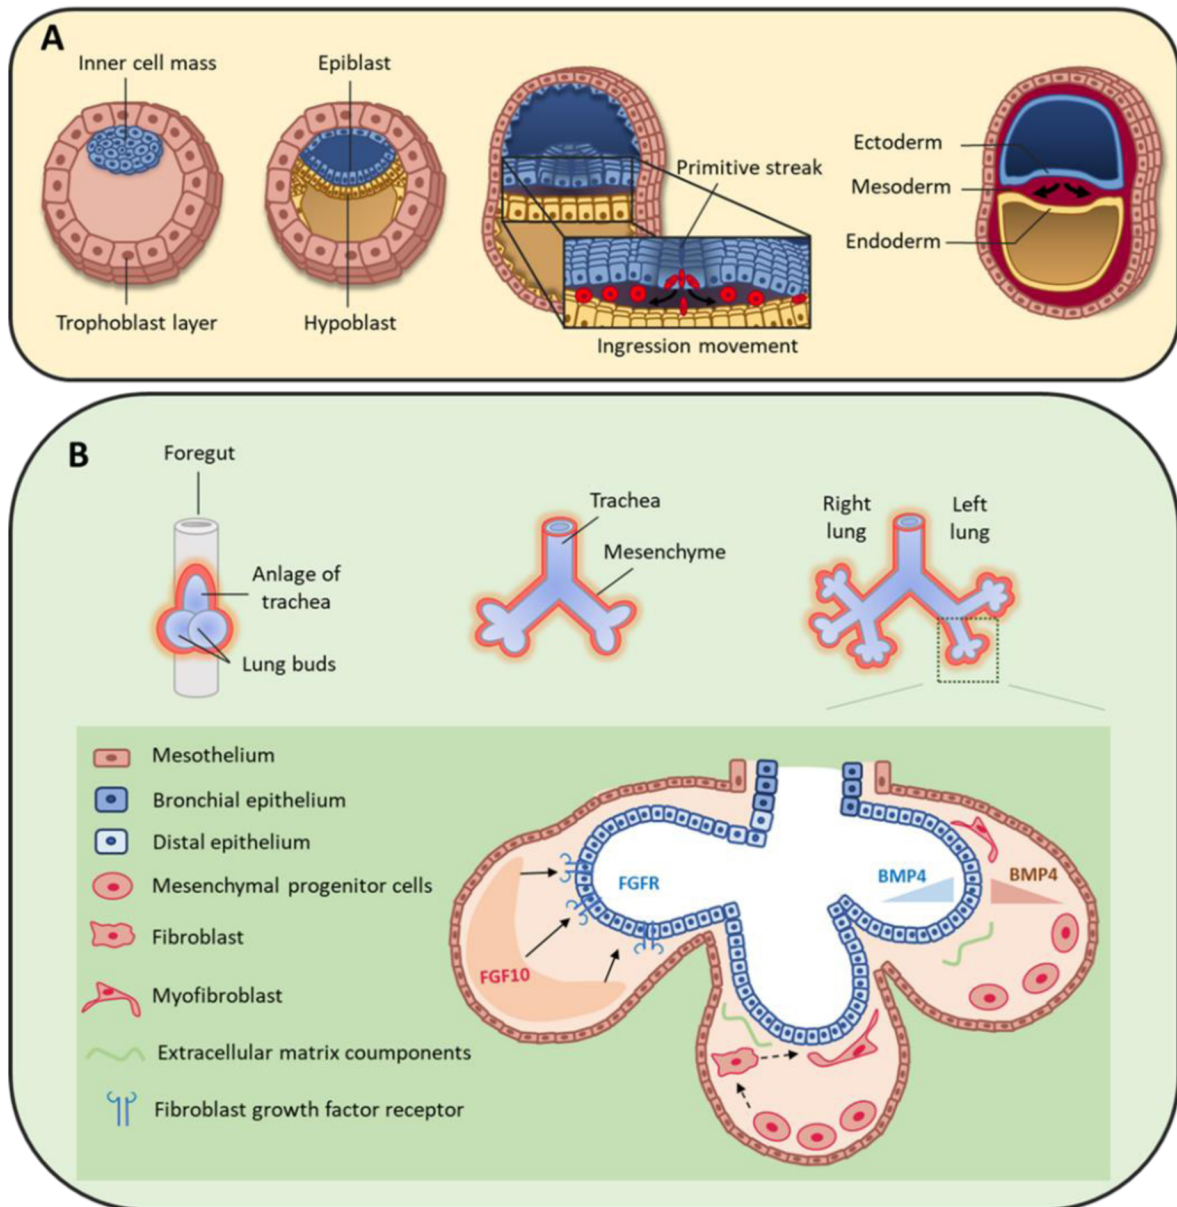 A
Inner cell mass
Epiblast
Primitive streak
Ectoderm
Mesoderm
Endoderm
Trophoblast layer
Hypoblast
Ingression movement
B
Foregut
Anlage of
trachea
Lung buds
Trachea
Mesenchyme
Right
lung
Left
lung
Mesothelium
Bronchial epithelium
Distal epithelium
Mesenchymal progenitor cells
Fibroblast
Myofibroblast
Extracellular matrix coumponents
Fibroblast growth factor receptor
FGFR
FGF10
BMP4
BMP4